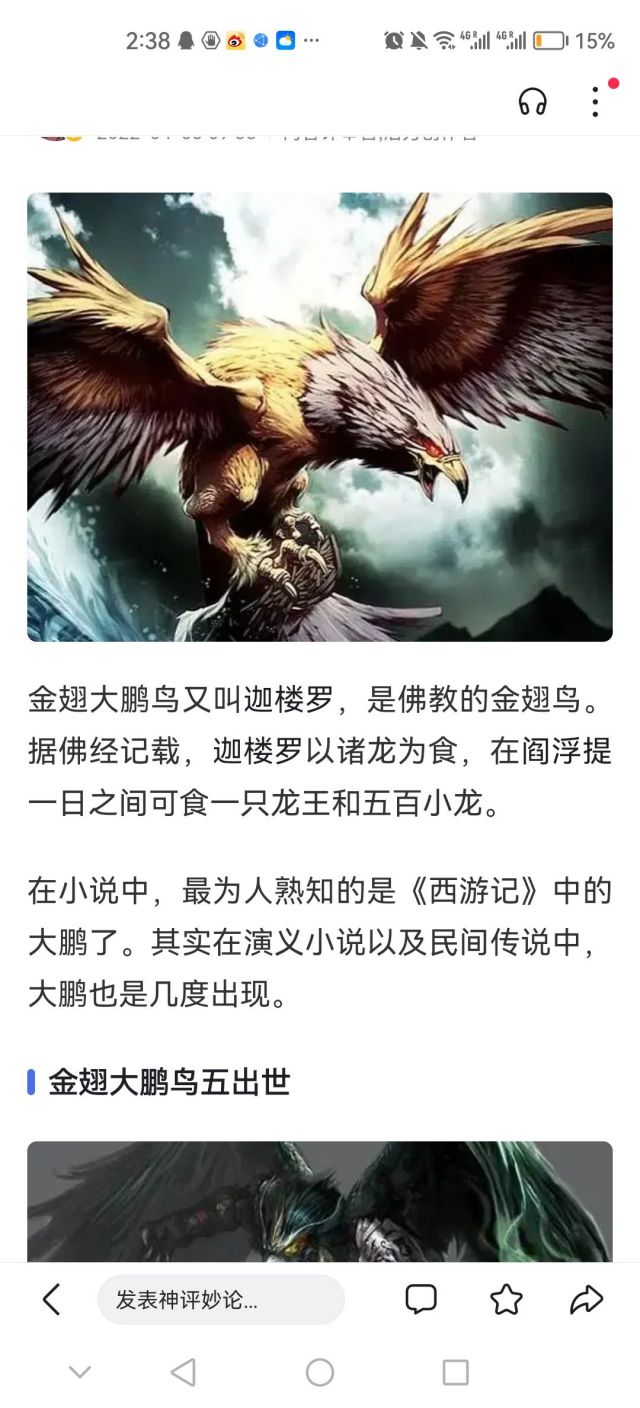 2:38
4G R
4G R
15%
金翅大鹏鸟又叫迦楼罗，是佛教的金翅鸟。
据佛经记载，迦楼罗以诸龙为食，在阎浮提
一日之间可食一只龙王和五百小龙。
在小说中，最为人熟知的是《西游记》中的
大鹏了。其实在演义小说以及民间传说中，
大鹏也是几度出现。
金翅大鹏鸟五出世
发表神评妙论...